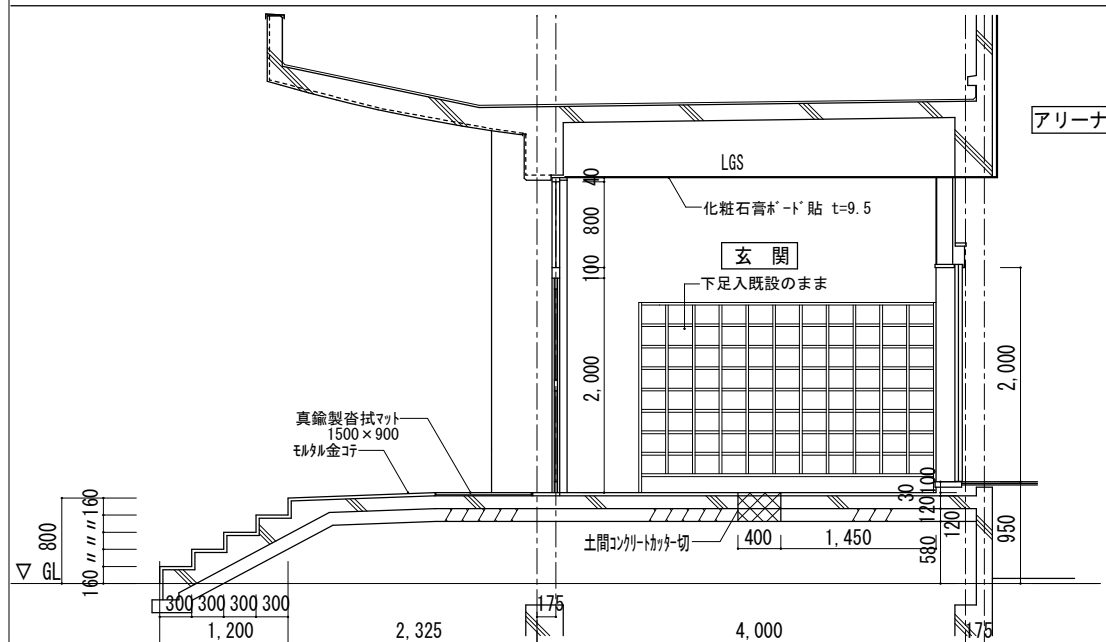 アリーナ
LGS
40
化粧石膏ﾎﾞｰﾄﾞ貼 t=9.5
800
玄 関
100
下足入既設のまま
2,000
2,000
真鍮製沓拭ﾏｯﾄ
1500×900
ﾓﾙﾀﾙ金ｺﾃ
160
〃
〃
〃
160
800
▽ GL
30
100
120
120
580
950
土間ｺﾝｸﾘｰﾄｶｯﾀｰ切
400
1,450
300 300 300 300
175
1,200
2,325
4,000
175